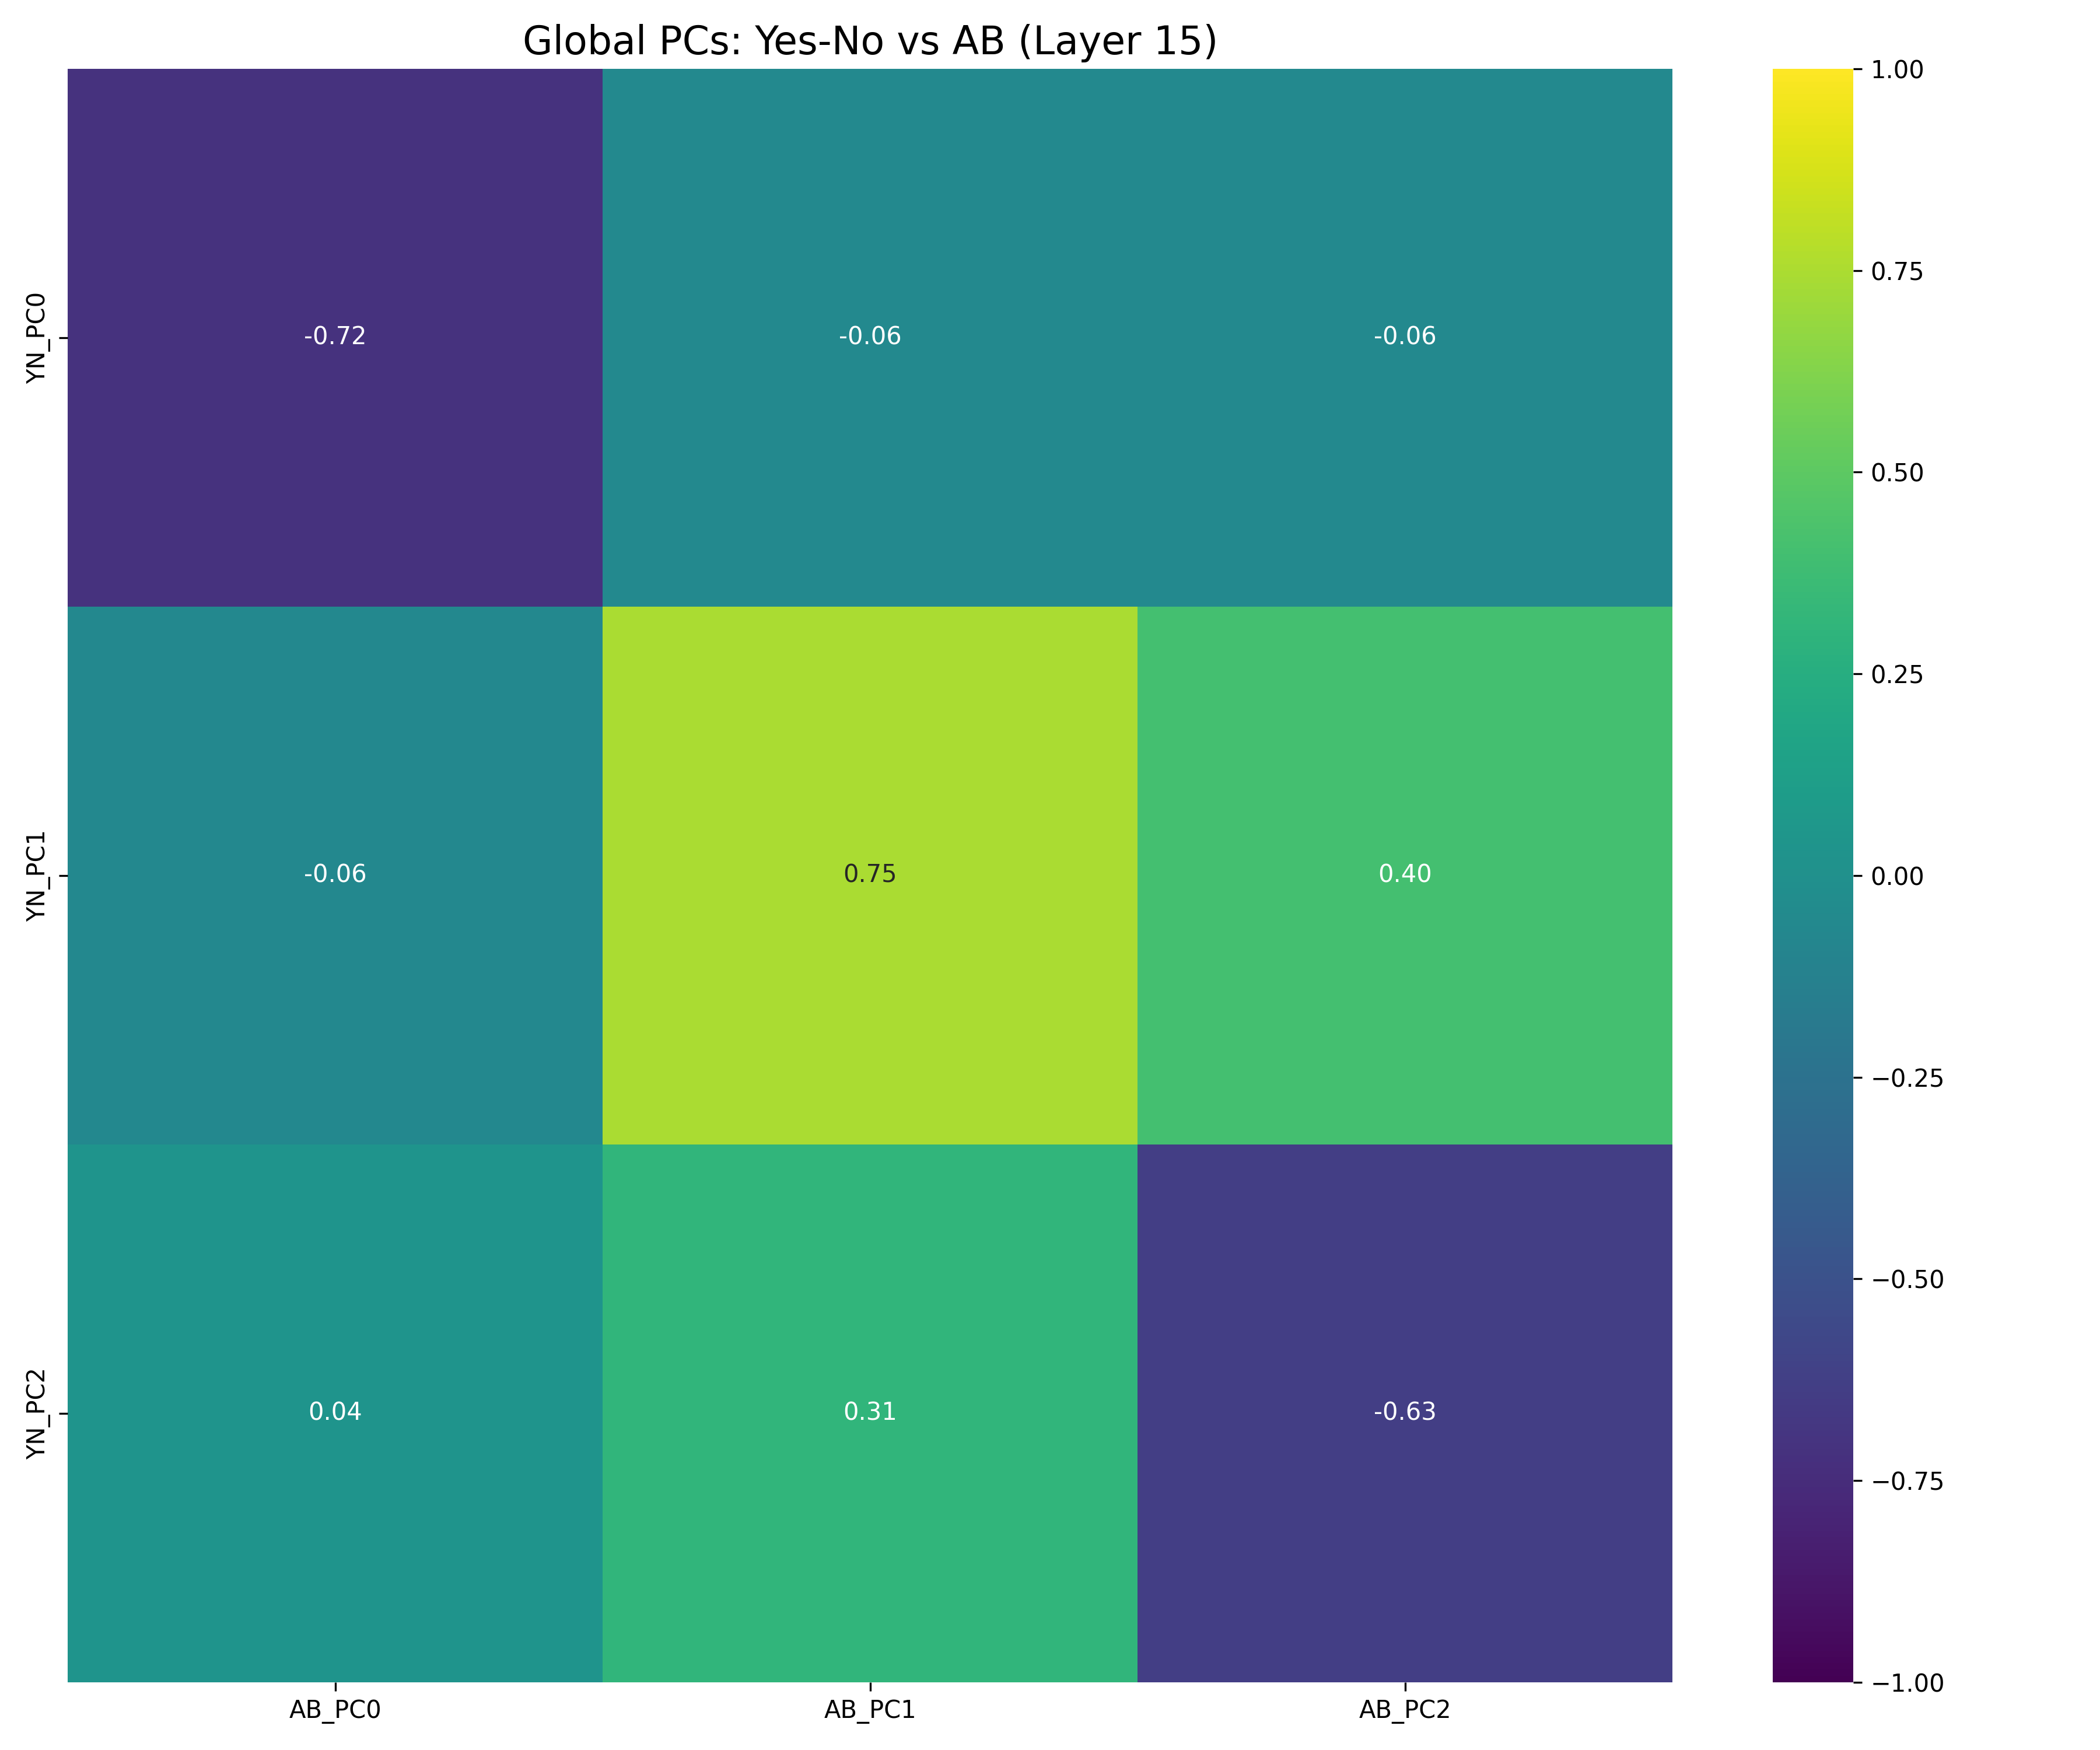 Global PCs: Yes-No vs AB (Layer 15)
YN_PC0
-0.72
-0.06
-0.06
YN_PC1
-0.06
0.75
0.40
YN_PC2
0.04
0.31
-0.63
AB_PC0
AB_PC1
AB_PC2
1.00
0.75
0.50
0.25
0.00
−0.25
−0.50
−0.75
−1.00